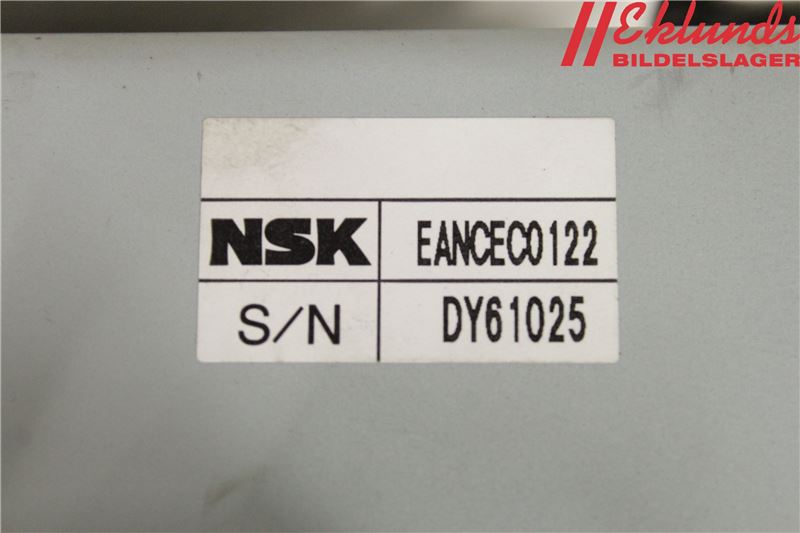 Eklunds
BILDELSLAGER
NSK EANCEC0122
S/N DY61025